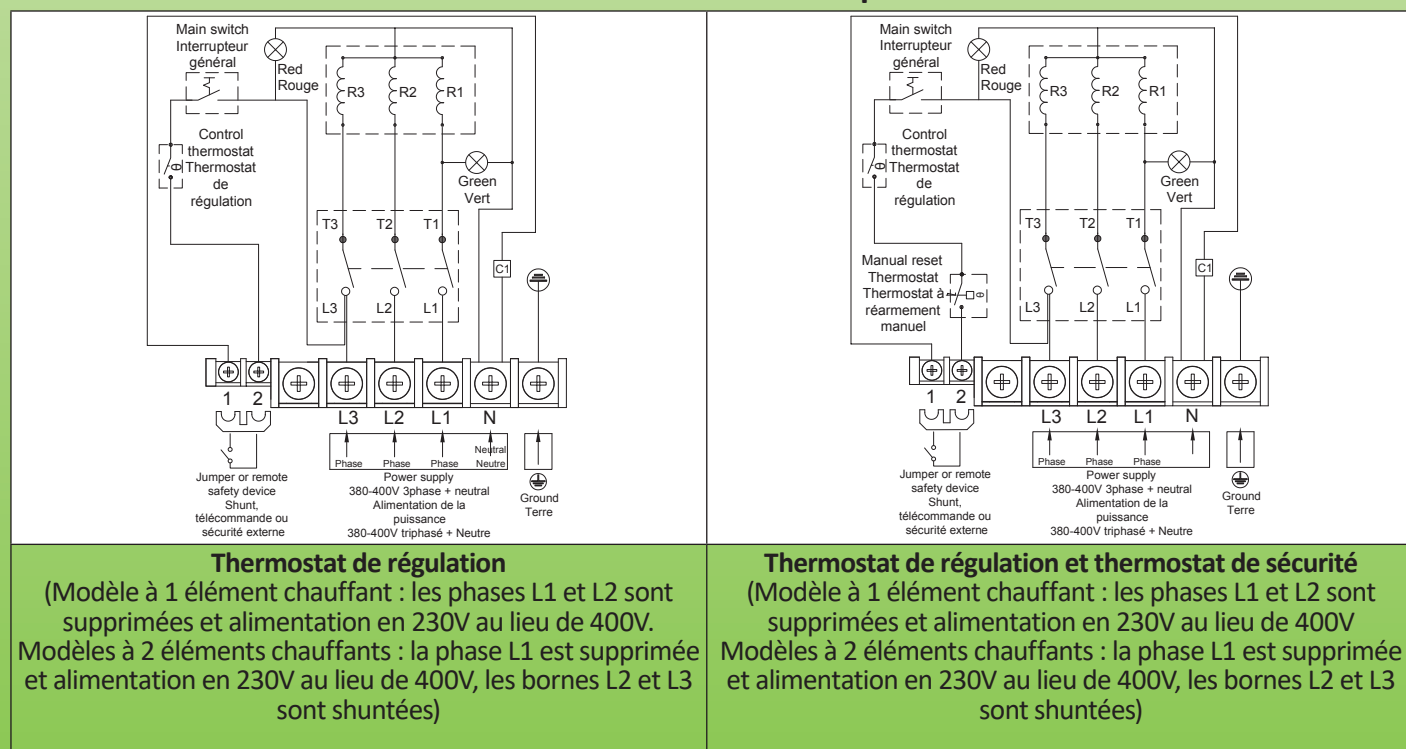 Main switch
Interrupteur
général
Red
Rouge
R3 R2 R1
Control
thermostat
Thermostat
de
régulation
θ
Green
Vert
T3 T2 T1
C1
L3 L2 L1
1 2
L3 L2 L1 N
Neutral
Phase Phase Phase Neutre
Jumper or remote
safety device
Shunt,
télécommande ou
sécurité externe
Power supply
380-400V 3phase + neutral
Alimentation de la
puissance
380-400V triphasé + Neutre
Ground
Terre
Thermostat de régulation
(Modèle à 1 élément chauffant : les phases L1 et L2 sont
supprimées et alimentation en 230V au lieu de 400V.
Modèles à 2 éléments chauffants : la phase L1 est supprimée
et alimentation en 230V au lieu de 400V, les bornes L2 et L3
sont shuntées)
Main switch
Interrupteur
général
Red
Rouge
R3 R2 R1
Control
thermostat
Thermostat
de
régulation
θ
Green
Vert
T3 T2 T1
Manual reset
Thermostat
Thermostat à
réarmement
manuel
θ
C1
L3 L2 L1
1 2
L3 L2 L1 N
Phase Phase Phase
Jumper or remote
safety device
Shunt,
télécommande ou
sécurité externe
Power supply
380-400V 3phase + neutral
Alimentation de la
puissance
380-400V triphasé + Neutre
Ground
Terre
Thermostat de régulation et thermostat de sécurité
(Modèle à 1 élément chauffant : les phases L1 et L2 sont
supprimées et alimentation en 230V au lieu de 400V
Modèles à 2 éléments chauffants : la phase L1 est supprimée
et alimentation en 230V au lieu de 400V, les bornes L2 et L3
sont shuntées)